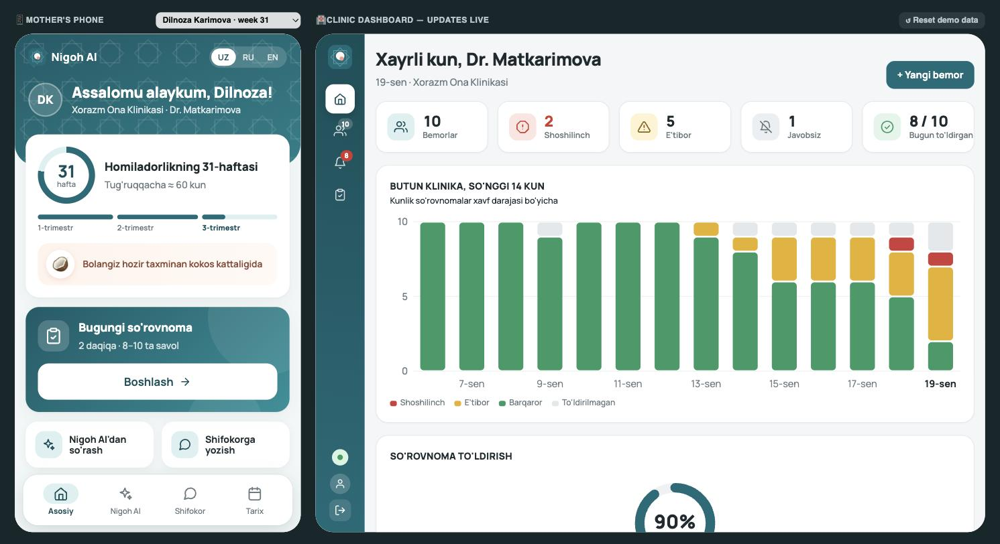 MOTHER'S PHONE
Dilnoza Karimova · week 31
Nigoh AI
UZ
RU
EN
DK
Assalomu alaykum, Dilnoza!
Xorazm Ona Klinikasi · Dr. Matkarimova
31
hafta
Homiladorlikning 31-haftasi
Tug'ruqqacha ≈ 60 kun
1-trimestr
2-trimestr
3-trimestr
Bolangiz hozir taxminan kokos kattaligida
Bugungi so'rovnoma
2 daqiqa · 8–10 ta savol
Boshlash →
Nigoh AI'dan
so'rash
Shifokorga
yozish
Asosiy
Nigoh AI
Shifokor
Tarix
CLINIC DASHBOARD — UPDATES LIVE
↺ Reset demo data
10
8
Xayrli kun, Dr. Matkarimova
19-sen · Xorazm Ona Klinikasi
+ Yangi bemor
10
Bemorlar
2
Shoshilinch
5
E'tibor
1
Javobsiz
8 / 10
Bugun to'ldirgan
BUTUN KLINIKA, SO'NGGI 14 KUN
Kunlik so'rovnomalar xavf darajasi bo'yicha
10
5
0
7-sen
9-sen
11-sen
13-sen
15-sen
17-sen
19-sen
Shoshilinch
E'tibor
Barqaror
To'ldirilmagan
SO'ROVNOMA TO'LDIRISH
90%